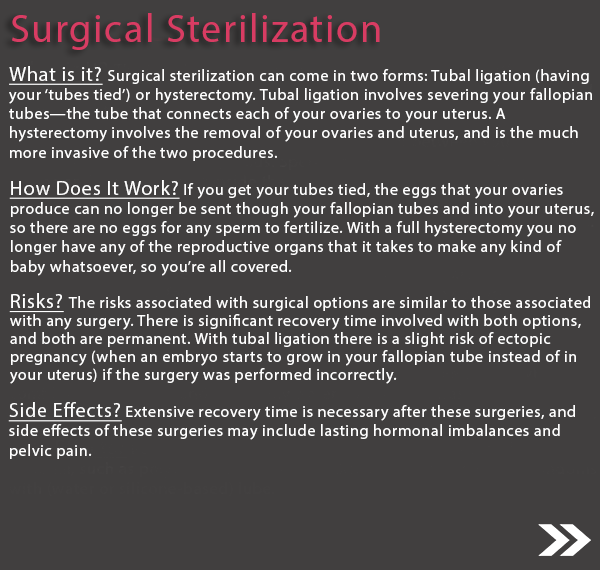 Surgical Sterilization
What is it? Surgical sterilization can come in two forms: Tubal ligation (having
your ‘tubes tied’) or hysterectomy. Tubal ligation involves severing your fallopian
tubes—the tube that connects each of your ovaries to your uterus. A
hysterectomy involves the removal of your ovaries and uterus, and is the much
more invasive of the two procedures.
How Does It Work? If you get your tubes tied, the eggs that your ovaries
produce can no longer be sent though your fallopian tubes and into your uterus,
so there are no eggs for any sperm to fertilize. With a full hysterectomy you no
longer have any of the reproductive organs that it takes to make any kind of
baby whatsoever, so you’re all covered.
Risks? The risks associated with surgical options are similar to those associated
with any surgery. There is significant recovery time involved with both options,
and both are permanent. With tubal ligation there is a slight risk of ectopic
pregnancy (when an embryo starts to grow in your fallopian tube instead of in
your uterus) if the surgery was performed incorrectly.
Side Effects? Extensive recovery time is necessary after these surgeries, and
side effects of these surgeries may include lasting hormonal imbalances and
pelvic pain.